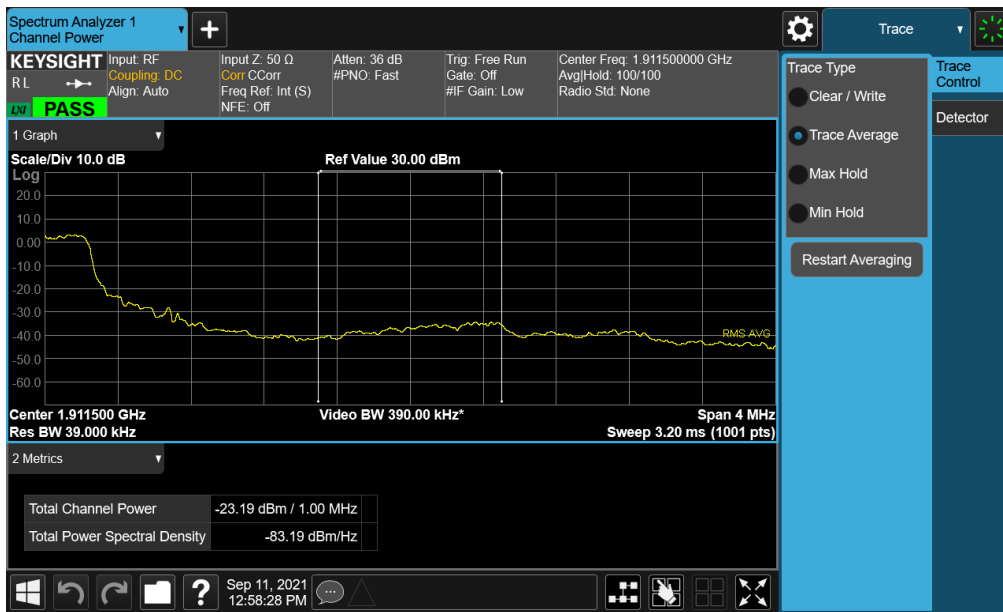 Spectrum Analyzer 1
Channel Power
+
Trace
KEYSIGHT
R L
LXI
PASS
Input: RF
Coupling: DC
Align: Auto
Input Z: 50 Ω
Corr CCorr
Freq Ref: Int (S)
NFE: Off
Atten: 36 dB
#PNO: Fast
Trig: Free Run
Gate: Off
#IF Gain: Low
Center Freq: 1.911500000 GHz
Avg|Hold: 100/100
Radio Std: None
Trace Type
Clear / Write
Trace Average
Max Hold
Min Hold
Restart Averaging
Trace
Control
Detector
1 Graph
Scale/Div 10.0 dB
Ref Value 30.00 dBm
Log
20.0
10.0
0.00
-10.0
-20.0
-30.0
-40.0
-50.0
-60.0
RMS AVG
Center 1.911500 GHz
Video BW 390.00 kHz*
Span 4 MHz
Res BW 39.000 kHz
Sweep 3.20 ms (1001 pts)
2 Metrics
Total Channel Power -23.19 dBm / 1.00 MHz
Total Power Spectral Density -83.19 dBm/Hz
?
Sep 11, 2021
12:58:28 PM